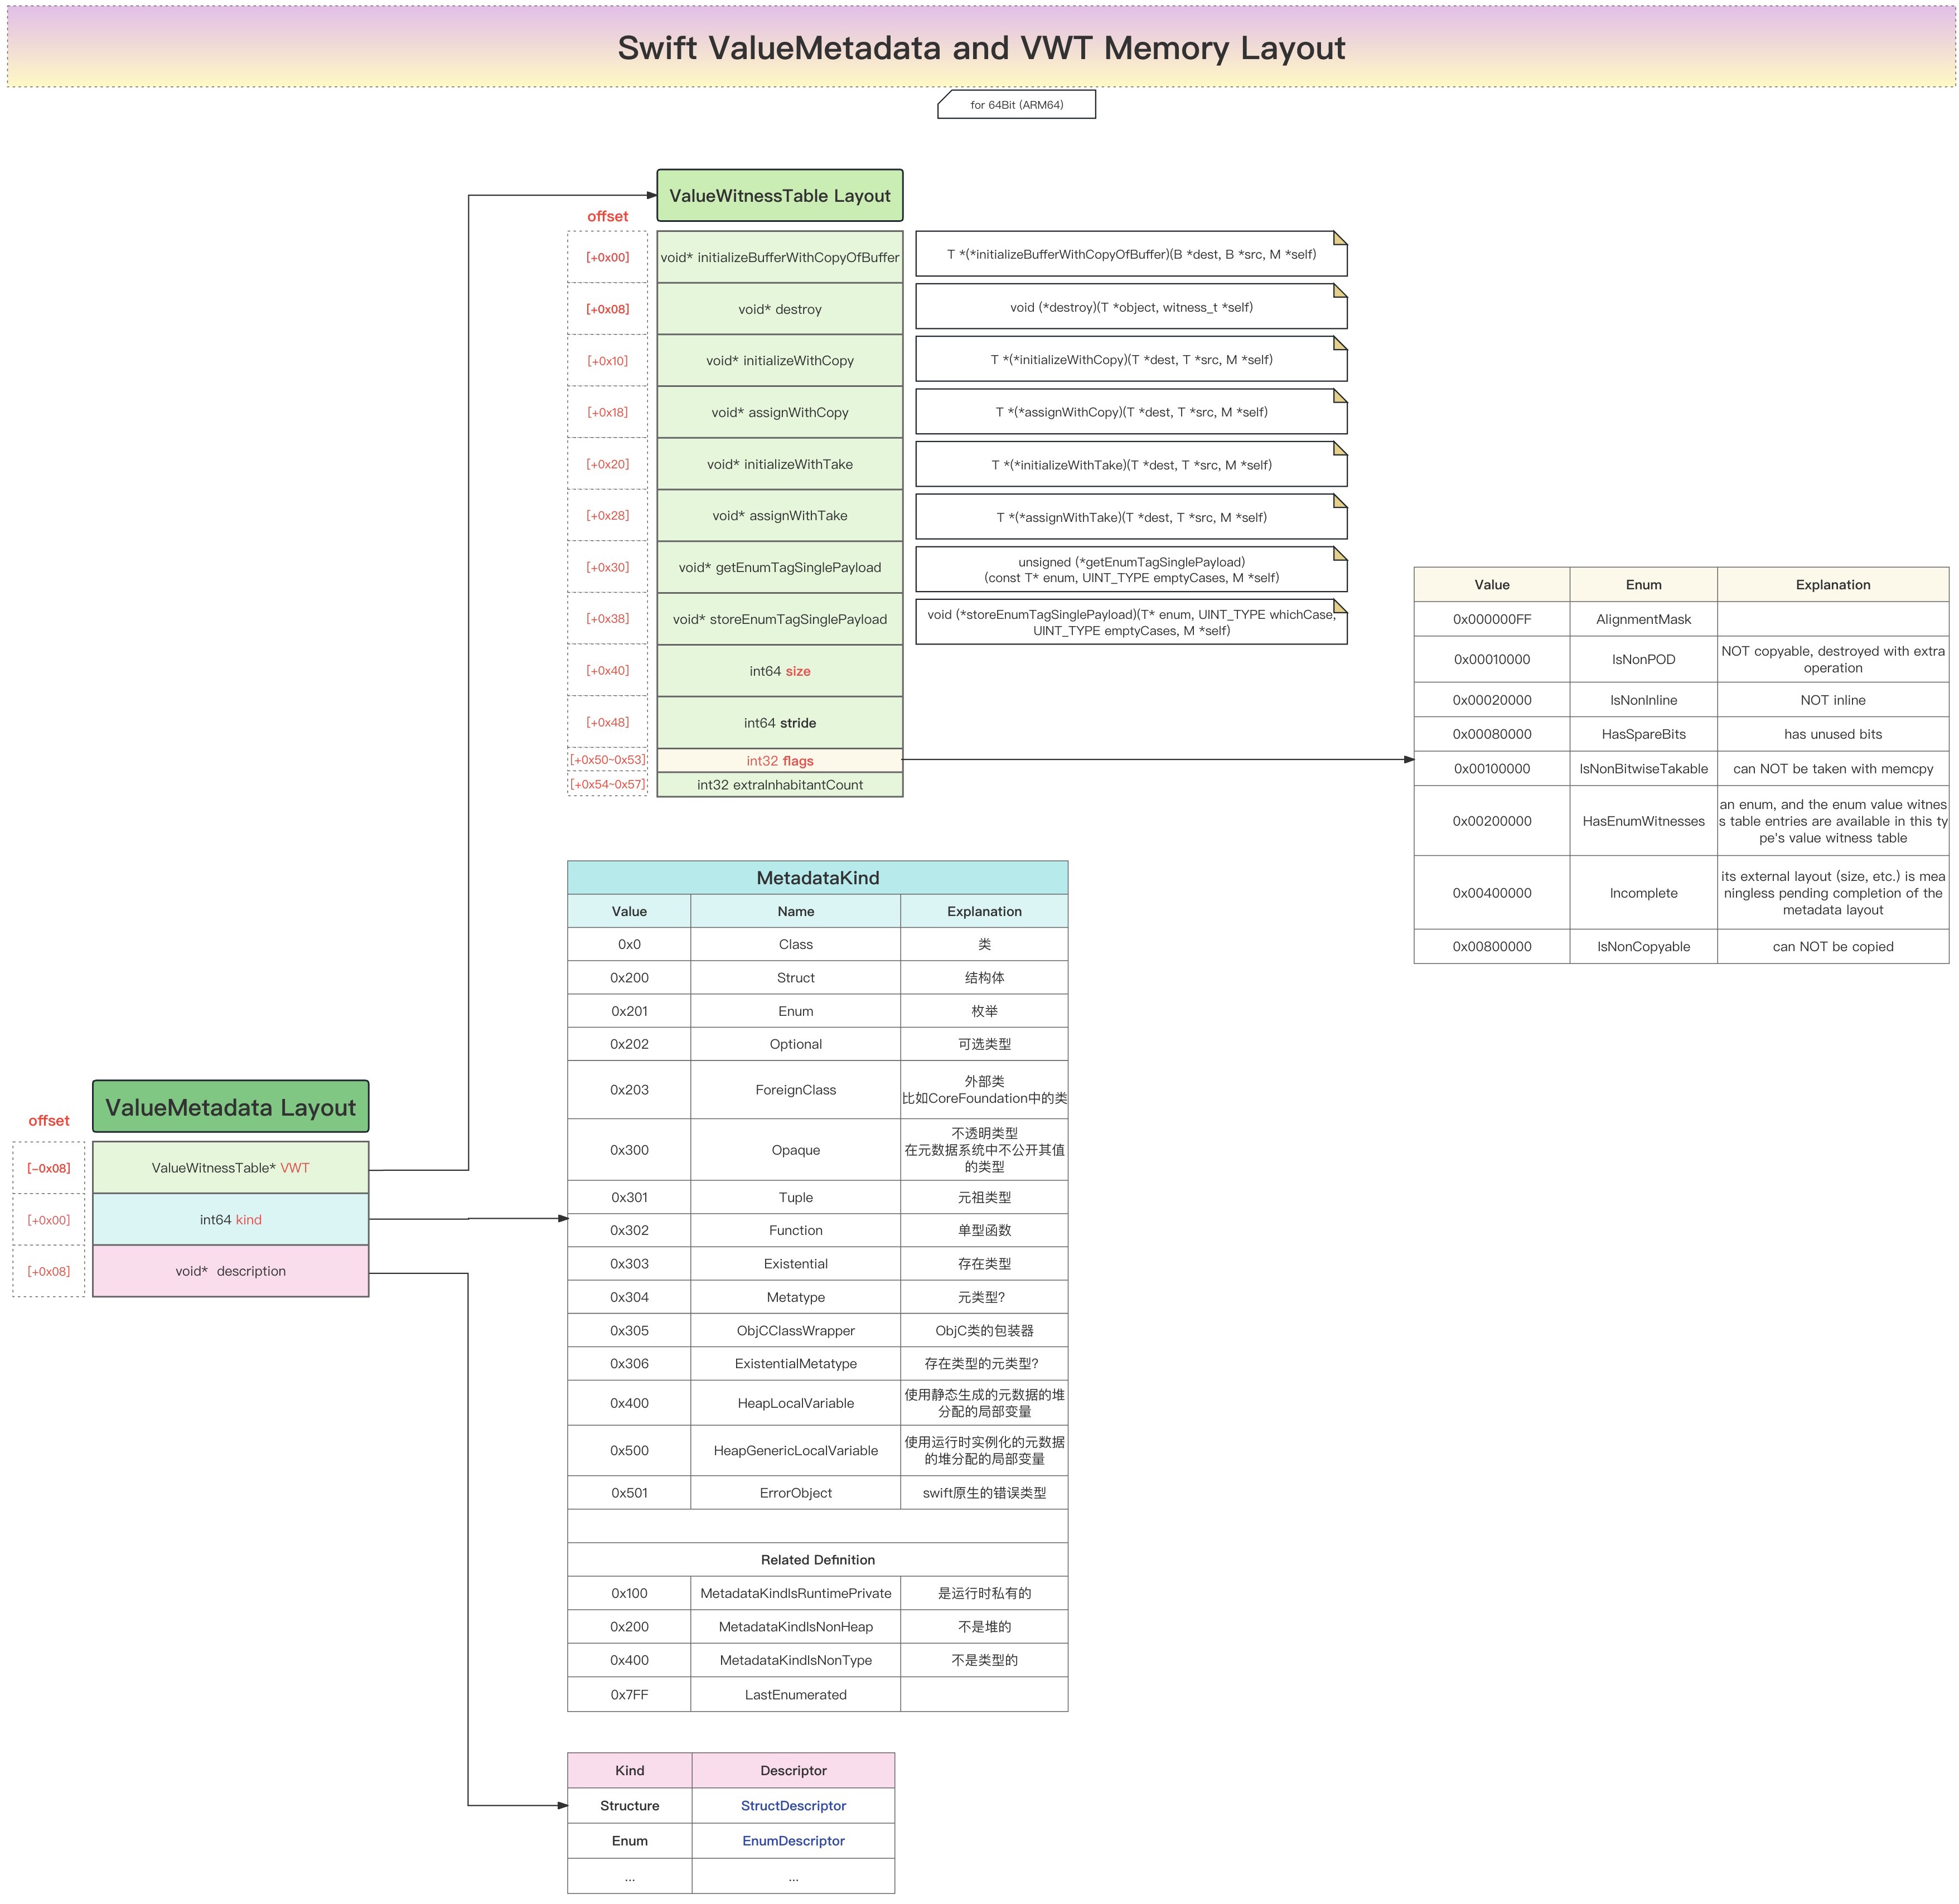 Swift ValueMetadata and VWT Memory Layout
for 64Bit (ARM64)
ValueWitnessTable Layout
offset
[+0x00]
void* initializeBufferWithCopyOfBuffer
T *(*initializeBufferWithCopyOfBuffer)(B *dest, B *src, M *self)
[+0x08]
void* destroy
void (*destroy)(T *object, witness_t *self)
[+0x10]
void* initializeWithCopy
T *(*initializeWithCopy)(T *dest, T *src, M *self)
[+0x18]
void* assignWithCopy
T *(*assignWithCopy)(T *dest, T *src, M *self)
[+0x20]
void* initializeWithTake
T *(*initializeWithTake)(T *dest, T *src, M *self)
[+0x28]
void* assignWithTake
T *(*assignWithTake)(T *dest, T *src, M *self)
[+0x30]
void* getEnumTagSinglePayload
unsigned (*getEnumTagSinglePayload)
(const T* enum, UINT_TYPE emptyCases, M *self)
[+0x38]
void* storeEnumTagSinglePayload
void (*storeEnumTagSinglePayload)(T* enum, UINT_TYPE whichCase,
UINT_TYPE emptyCases, M *self)
[+0x40]
int64 size
[+0x48]
int64 stride
[+0x50~0x53]
int32 flags
[+0x54~0x57]
int32 extraInhabitantCount
Value Enum Explanation
0x000000FF AlignmentMask
0x00010000 IsNonPOD
NOT copyable, destroyed with extra
operation
0x00020000 IsNonInline NOT inline
0x00080000 HasSpareBits has unused bits
0x00100000 IsNonBitwiseTakable can NOT be taken with memcpy
0x00200000 HasEnumWitnesses
an enum, and the enum value witnes
s table entries are available in this ty
pe's value witness table
0x00400000 Incomplete
its external layout (size, etc.) is mea
ningless pending completion of the
metadata layout
0x00800000 IsNonCopyable can NOT be copied
MetadataKind
Value Name Explanation
0x0 Class 类
0x200 Struct 结构体
0x201 Enum 枚举
0x202 Optional 可选类型
0x203 ForeignClass
外部类
比如CoreFoundation中的类
0x300 Opaque
不透明类型
在元数据系统中不公开其值
的类型
0x301 Tuple 元祖类型
0x302 Function 单型函数
0x303 Existential 存在类型
0x304 Metatype 元类型?
0x305 ObjCClassWrapper ObjC类的包装器
0x306 ExistentialMetatype 存在类型的元类型?
0x400 HeapLocalVariable
使用静态生成的元数据的堆
分配的局部变量
0x500 HeapGenericLocalVariable
使用运行时实例化的元数据
的堆分配的局部变量
0x501 ErrorObject swift原生的错误类型
Related Definition
0x100 MetadataKindIsRuntimePrivate 是运行时私有的
0x200 MetadataKindIsNonHeap 不是堆的
0x400 MetadataKindIsNonType 不是类型的
0x7FF LastEnumerated
ValueMetadata Layout
offset
[-0x08]
ValueWitnessTable* VWT
[+0x00]
int64 kind
[+0x08]
void* description
Kind Descriptor
Structure StructDescriptor
Enum EnumDescriptor
... ...